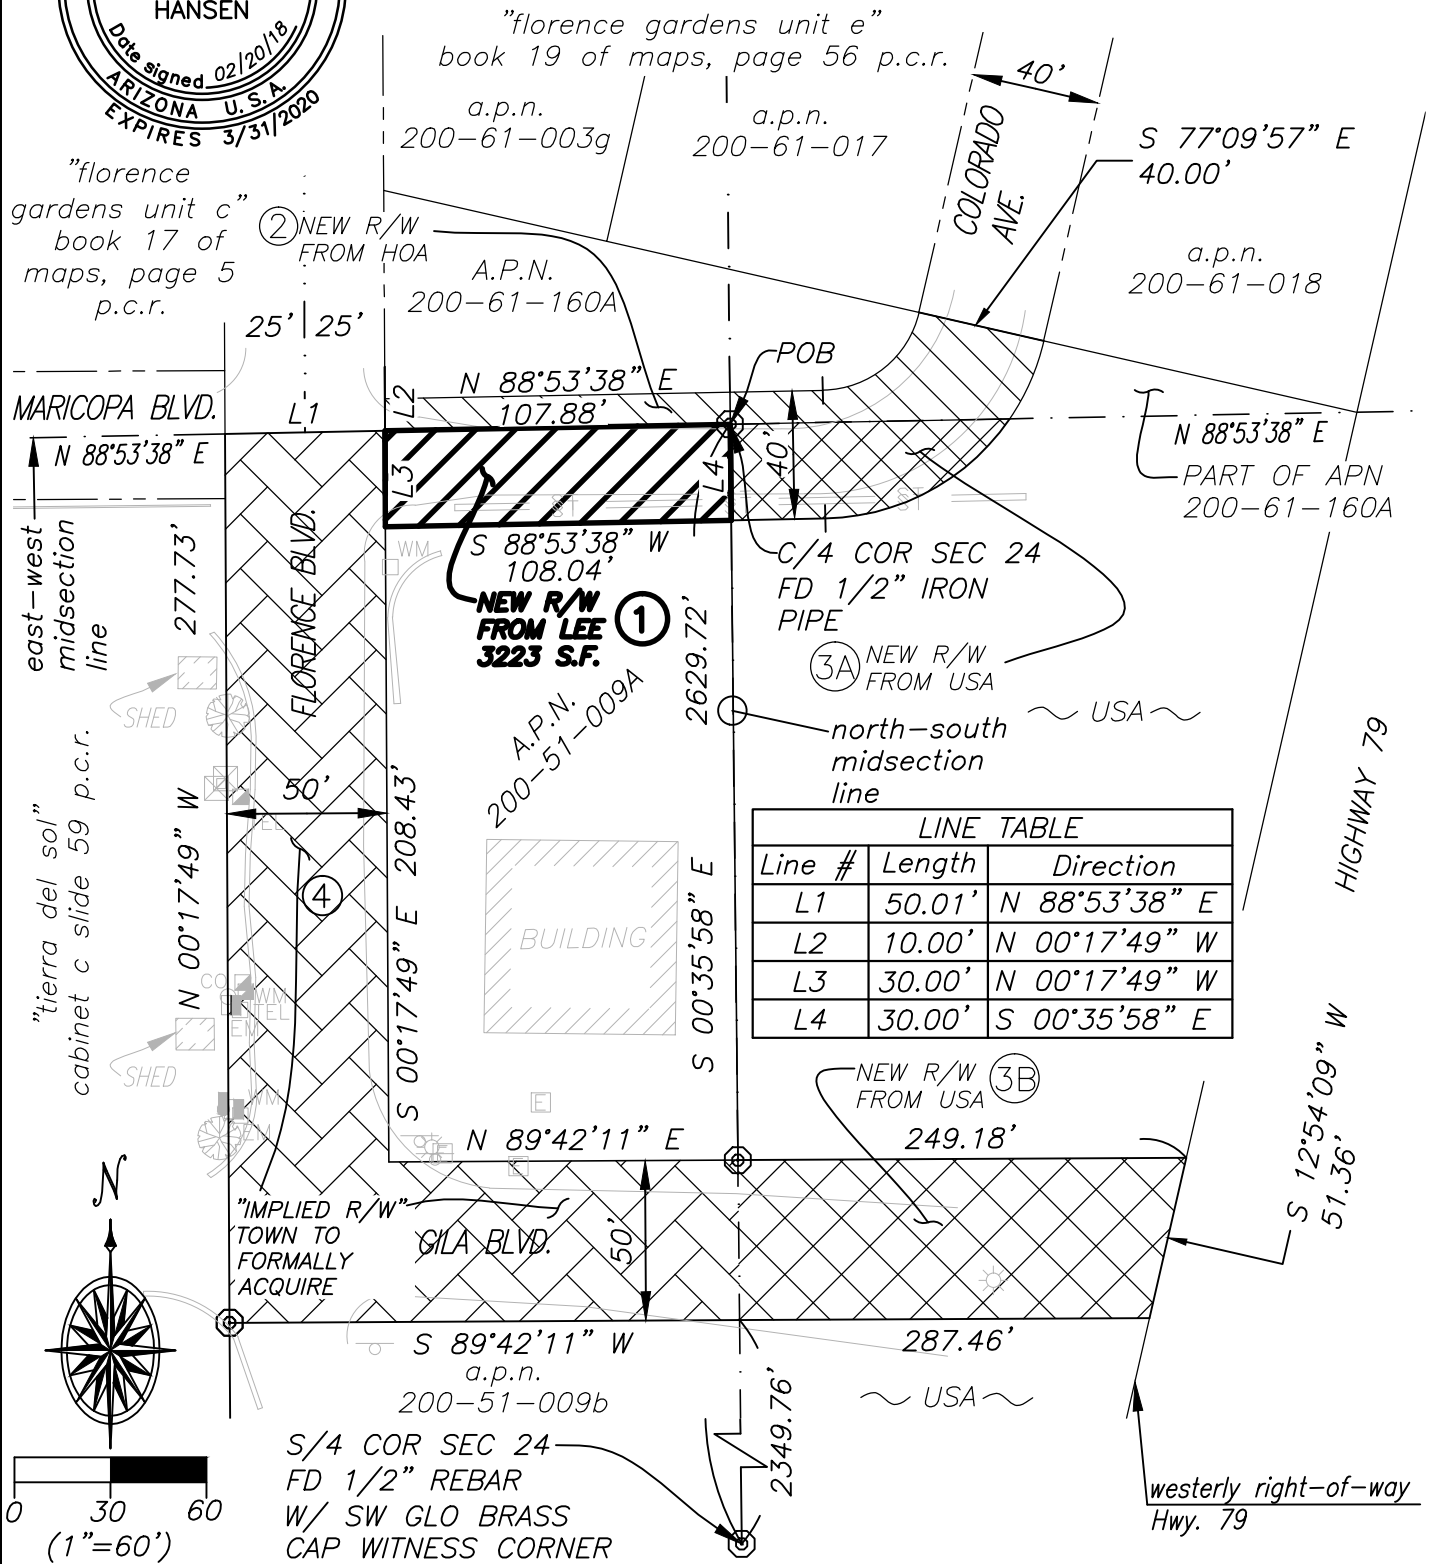 HANSEN
Date signed 02/20/18
ARIZONA U.S.A.
EXPIRES 3/31/2020
"florence gardens unit e"
book 19 of maps, page 56 p.c.r.
a.p.n.
200-61-003g
a.p.n.
200-61-017
40'
COLORADO
AVE.
S 77°09'57" E
40.00'
"florence
gardens unit c"
book 17 of
maps, page 5
p.c.r.
2 NEW R/W
FROM HOA
A.P.N.
200-61-160A
a.p.n.
200-61-018
25' 25'
POB
MARICOPA BLVD.
L1
L2
N 88°53'38" E
107.88'
N 88°53'38" E
N 88°53'38" E
PART OF APN
200-61-160A
L3
L4
40'
ST
ST
east-west
midsection
line
277.73'
FLORENCE BLVD.
WM
S 88°53'38" W
108.04'
NEW R/W
FROM LEE
3223 S.F.
1
C/4 COR SEC 24
FD 1/2" IRON
PIPE
3A NEW R/W
FROM USA
2629.72'
A.P.N.
200-51-009A
USA
north-south
midsection
line
SHED
"tierra del sol"
cabinet c slide 59 p.c.r.
N 00°17'49" W
50'
4
S 00°17'49" E 208.43'
BUILDING
S 00°35'58" E
HIGHWAY 79
LINE TABLE
Line # Length Direction
L1 50.01' N 88°53'38" E
L2 10.00' N 00°17'49" W
L3 30.00' N 00°17'49" W
L4 30.00' S 00°35'58" E
CO
WM
TEL
EM
SHED
WM
EM
E
E
E
NEW R/W
FROM USA 3B
N 89°42'11" E
249.18'
S 12°54'09" W
51.36'
N
"IMPLIED R/W"
TOWN TO
FORMALLY
ACQUIRE
GILA BLVD.
50'
S 89°42'11" W
287.46'
a.p.n.
200-51-009b
USA
2349.76'
S/4 COR SEC 24
FD 1/2" REBAR
W/ SW GLO BRASS
CAP WITNESS CORNER
westerly right-of-way
Hwy. 79
0 30 60
(1"=60')